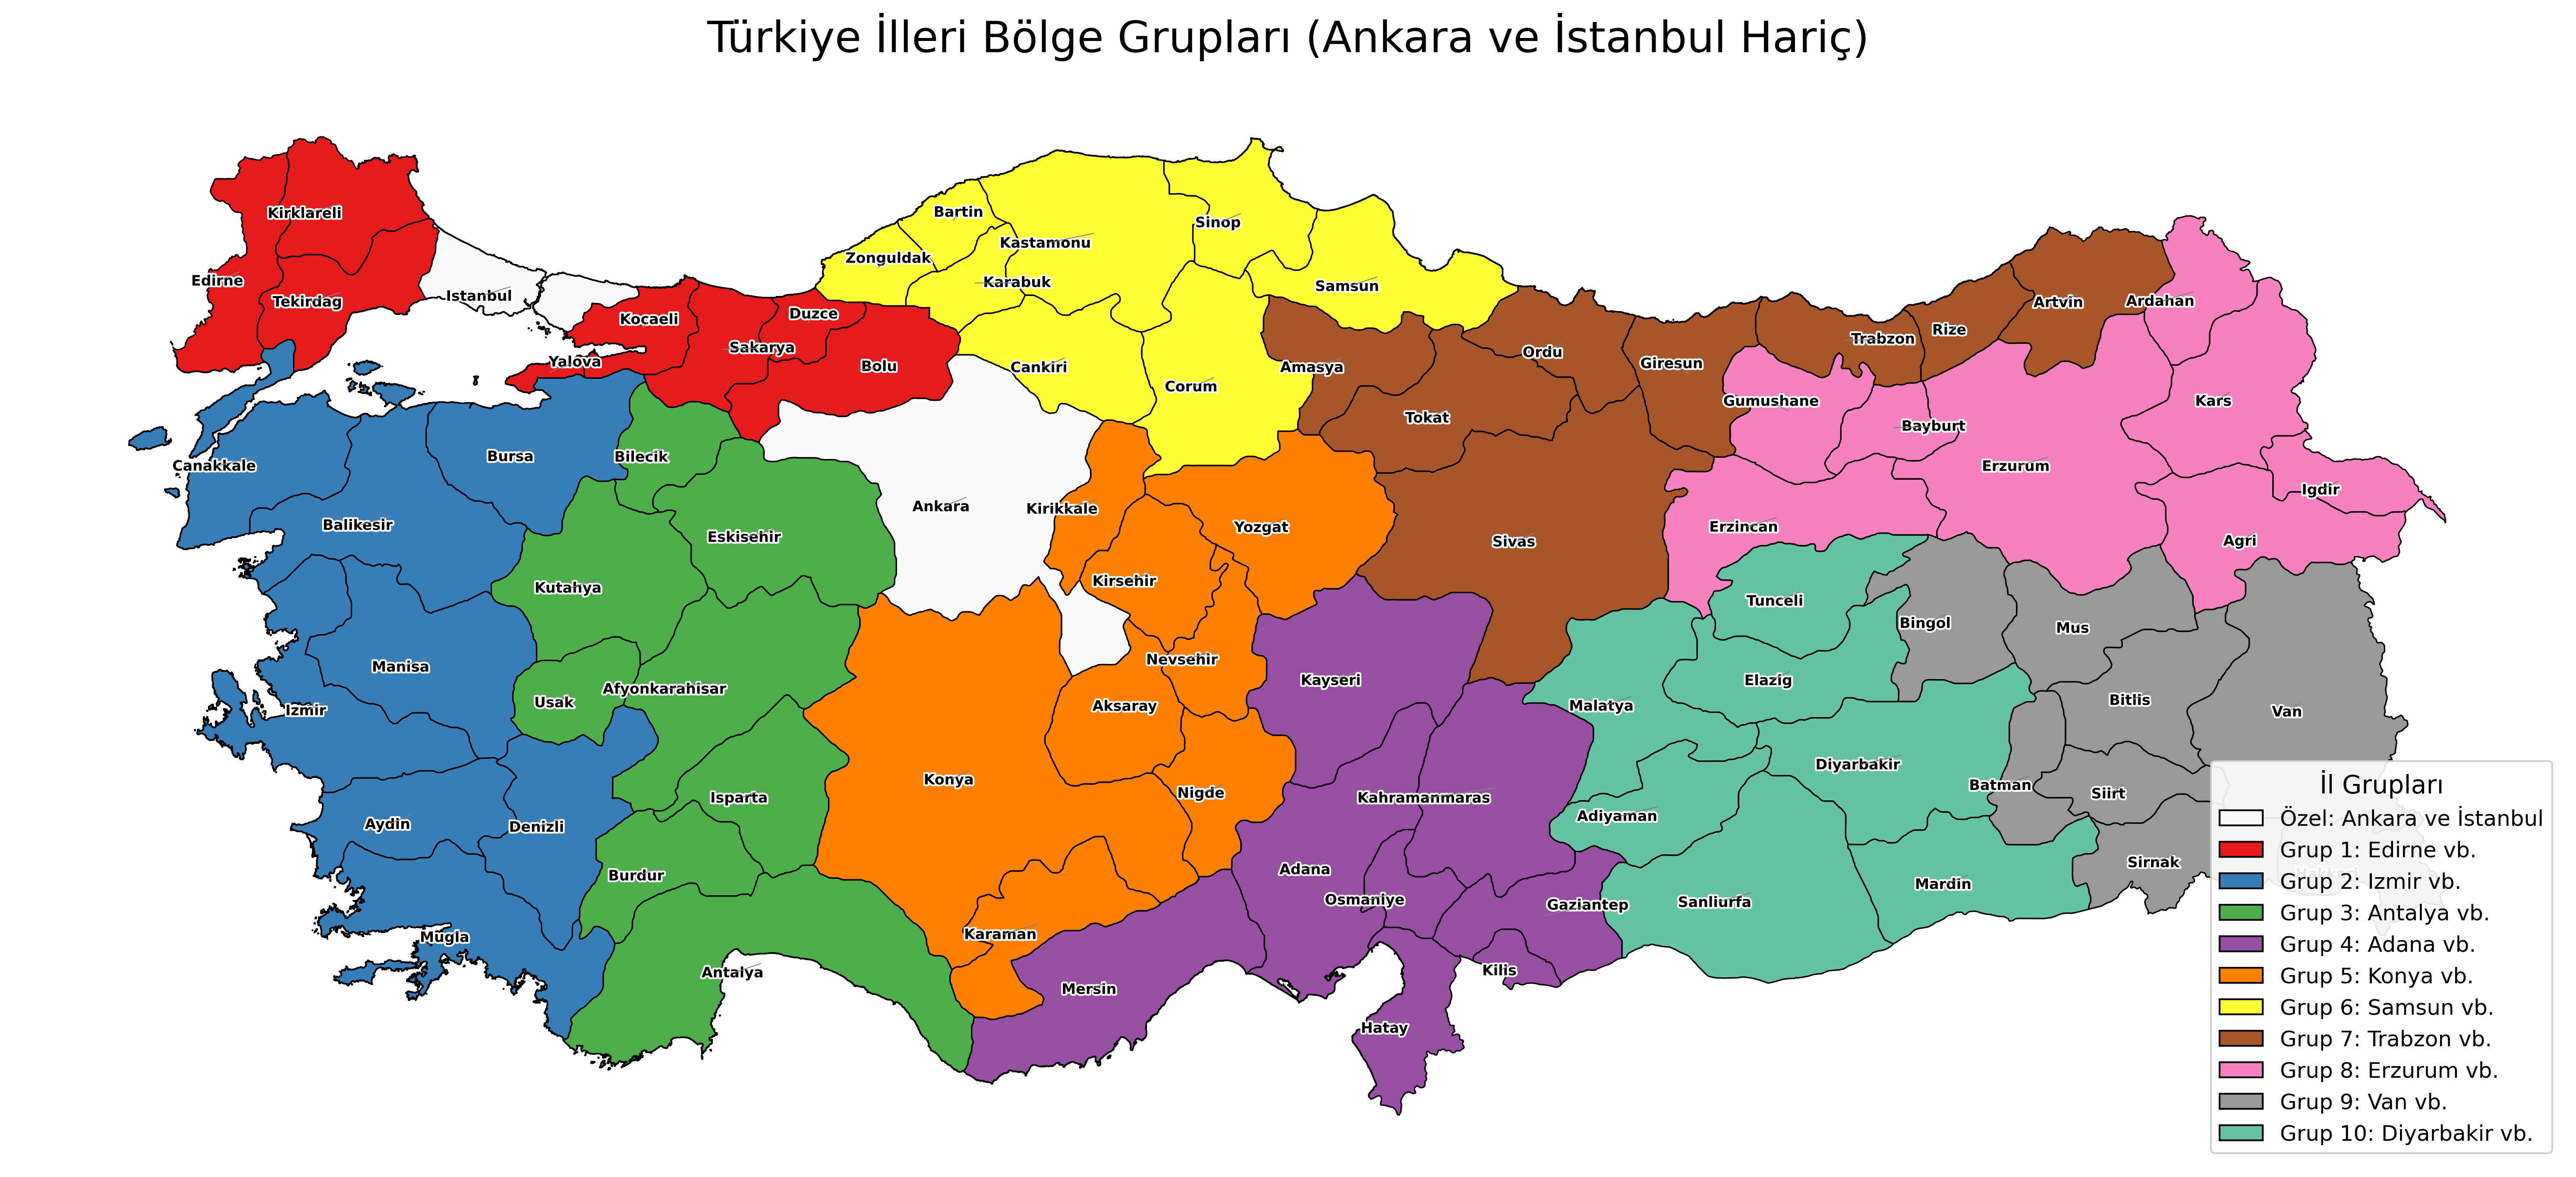 Türkiye İlleri Bölge Grupları (Ankara ve İstanbul Hariç)
Kirklareli
Edirne
Tekirdag
Istanbul
Kocaeli
Yalova
Sakarya
Duzce
Bolu
Zonguldak
Bartin
Kastamonu
Karabuk
Sinop
Samsun
Cankiri
Corum
Amasya
Tokat
Ordu
Giresun
Trabzon
Rize
Artvin
Ardahan
Gumushane
Bayburt
Kars
Erzurum
Igdir
Erzincan
Agri
Canakkale
Balikesir
Bursa
Bilecik
Eskisehir
Kutahya
Ankara
Kirikkale
Kirsehir
Yozgat
Sivas
Tunceli
Bingol
Mus
Manisa
Izmir
Usak
Afyonkarahisar
Nevsehir
Aksaray
Kayseri
Malatya
Elazig
Bitlis
Van
Aydin
Denizli
Isparta
Burdur
Konya
Nigde
Kahramanmaras
Adiyaman
Diyarbakir
Batman
Siirt
Sirnak
Hakkari
Mugla
Antalya
Karaman
Mersin
Adana
Osmaniye
Gaziantep
Kilis
Hatay
Sanliurfa
Mardin
İl Grupları
Özel: Ankara ve İstanbul
Grup 1: Edirne vb.
Grup 2: Izmir vb.
Grup 3: Antalya vb.
Grup 4: Adana vb.
Grup 5: Konya vb.
Grup 6: Samsun vb.
Grup 7: Trabzon vb.
Grup 8: Erzurum vb.
Grup 9: Van vb.
Grup 10: Diyarbakir vb.